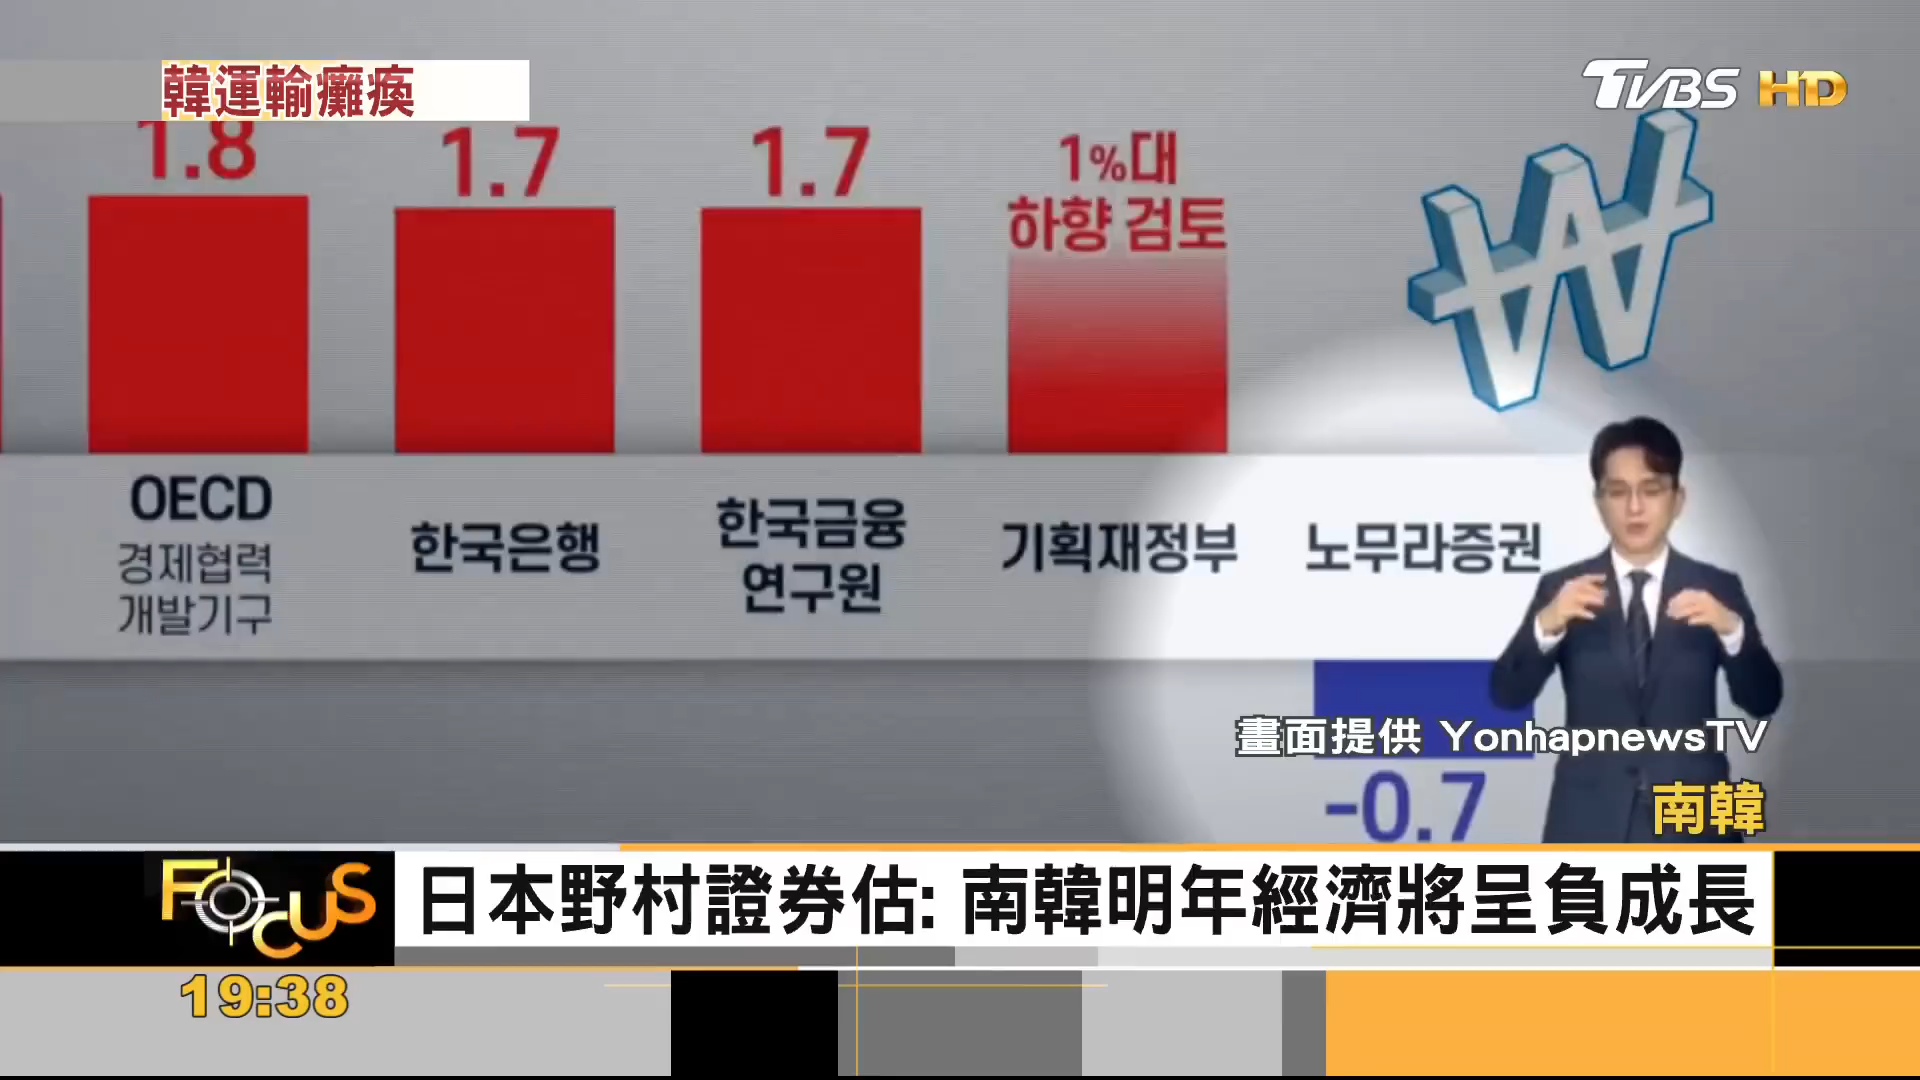 韓運輸癱瘓
TVBS HD
1.8
1.7
1.7
1%대
하향 검토
OECD
경제협력
개발기구
한국은행
한국금융
연구원
기획재정부
노무라증권
-0.7
畫面提供 YonhapnewsTV
南韓
FOCUS
日本野村證券估: 南韓明年經濟將呈負成長
19:38